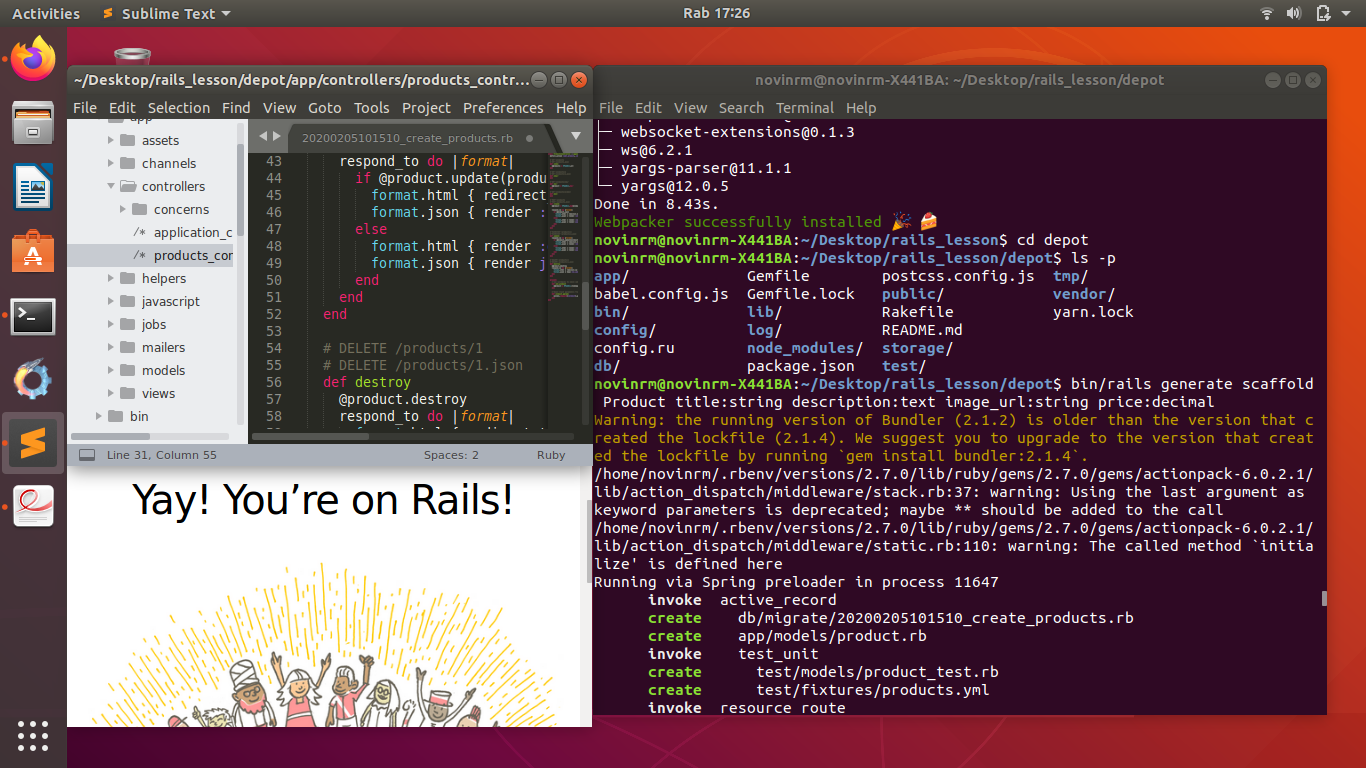 Activities
Sublime Text
Rab 17:26
~/Desktop/rails_lesson/depot/app/controllers/products_contr...
File Edit Selection Find View Goto Tools Project Preferences Help
assets
channels
controllers
concerns
/* application_c
/* products_con
helpers
javascript
jobs
mailers
models
views
bin
20200205101510_create_products.rb
43 respond_to do |format|
44 if @product.update(produ
45 format.html { redirect
46 format.json { render :
47 else
48 format.html { render :
49 format.json { render j
50 end
51 end
52 end
53
54 # DELETE /products/1
55 # DELETE /products/1.json
56 def destroy
57 @product.destroy
58 respond_to do |format|
Line 31, Column 55
Spaces: 2
Ruby
Yay! You’re on Rails!
novinrm@novinrm-X441BA: ~/Desktop/rails_lesson/depot
File Edit View Search Terminal Help
├─ websocket-extensions@0.1.3
├─ ws@6.2.1
├─ yargs-parser@11.1.1
└─ yargs@12.0.5
Done in 8.43s.
Webpacker successfully installed 🎉 🍰
novinrm@novinrm-X441BA:~/Desktop/rails_lesson$ cd depot
novinrm@novinrm-X441BA:~/Desktop/rails_lesson/depot$ ls -p
app/ Gemfile postcss.config.js tmp/
babel.config.js Gemfile.lock public/ vendor/
bin/ lib/ Rakefile yarn.lock
config/ log/ README.md
config.ru node_modules/ storage/
db/ package.json test/
novinrm@novinrm-X441BA:~/Desktop/rails_lesson/depot$ bin/rails generate scaffold
Product title:string description:text image_url:string price:decimal
Warning: the running version of Bundler (2.1.2) is older than the version that c
reated the lockfile (2.1.4). We suggest you to upgrade to the version that creat
ed the lockfile by running `gem install bundler:2.1.4`.
/home/novinrm/.rbenv/versions/2.7.0/lib/ruby/gems/2.7.0/gems/actionpack-6.0.2.1/
lib/action_dispatch/middleware/stack.rb:37: warning: Using the last argument as
keyword parameters is deprecated; maybe ** should be added to the call
/home/novinrm/.rbenv/versions/2.7.0/lib/ruby/gems/2.7.0/gems/actionpack-6.0.2.1/
lib/action_dispatch/middleware/static.rb:110: warning: The called method `initia
lize' is defined here
Running via Spring preloader in process 11647
invoke active_record
create db/migrate/20200205101510_create_products.rb
create app/models/product.rb
invoke test_unit
create test/models/product_test.rb
create test/fixtures/products.yml
invoke resource_route